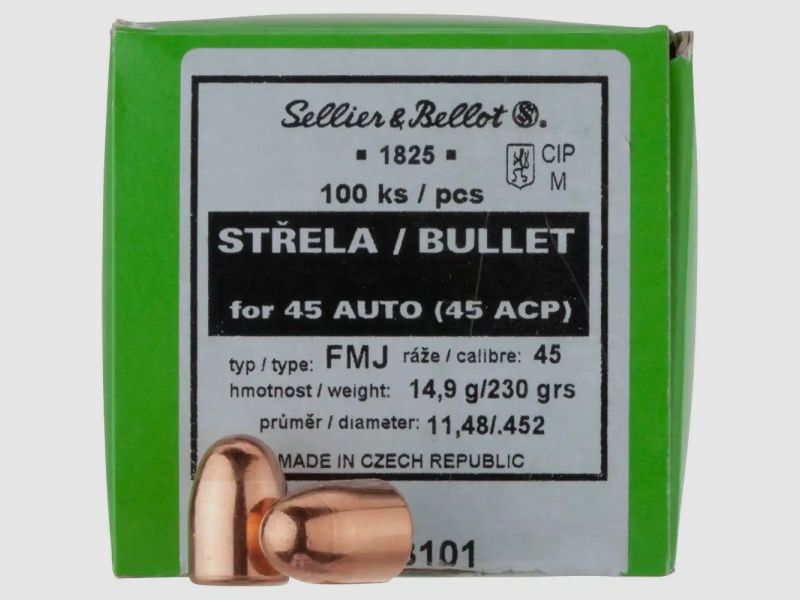 Sellier & Bellot
▪ 1825 ▪
CIP
M
100 ks / pcs
STŘELA / BULLET
for 45 AUTO (45 ACP)
typ / type: FMJ ráže / calibre: 45
hmotnost / weight: 14,9 g/230 grs
průměr / diameter: 11,48/.452
MADE IN CZECH REPUBLIC
101